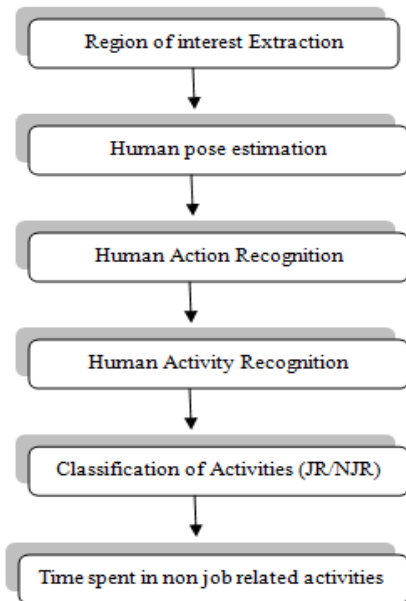 Region of interest Extraction
Human pose estimation
Human Action Recognition
Human Activity Recognition
Classification of Activities (JR/NJR)
Time spent in non job related activities